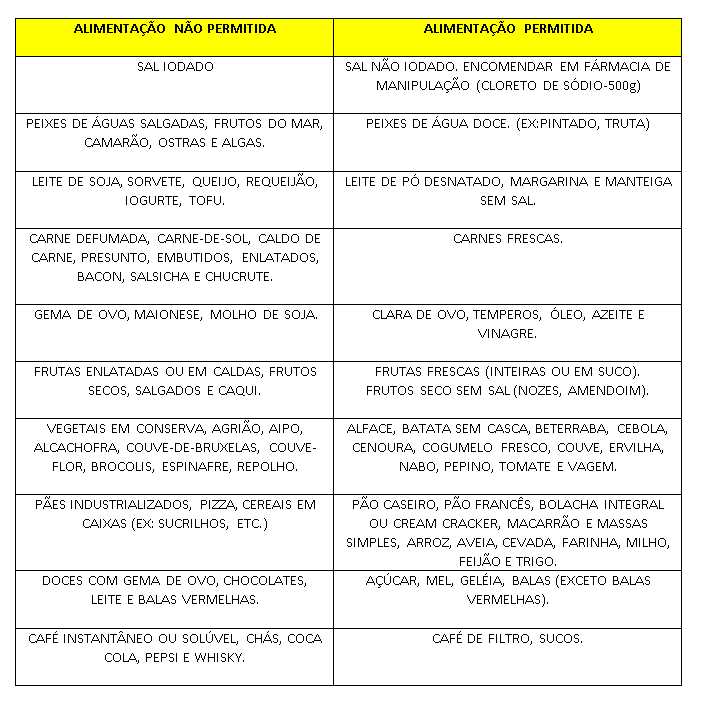 ALIMENTAÇÃO NÃO PERMITIDA
ALIMENTAÇÃO PERMITIDA
SAL IODADO
SAL NÃO IODADO. ENCOMENDAR EM FÁRMACIA DE
MANIPULAÇÃO (CLORETO DE SÓDIO-500g)
PEIXES DE ÁGUAS SALGADAS, FRUTOS DO MAR,
CAMARÃO, OSTRAS E ALGAS.
PEIXES DE ÁGUA DOCE. (EX:PINTADO, TRUTA)
LEITE DE SOJA, SORVETE, QUEIJO, REQUEIJÃO,
IOGURTE, TOFU.
LEITE DE PÓ DESNATADO, MARGARINA E MANTEIGA
SEM SAL.
CARNE DEFUMADA, CARNE-DE-SOL, CALDO DE
CARNE, PRESUNTO, EMBUTIDOS, ENLATADOS,
BACON, SALSICHA E CHUCRUTE.
CARNES FRESCAS.
GEMA DE OVO, MAIONESE, MOLHO DE SOJA.
CLARA DE OVO, TEMPEROS, ÓLEO, AZEITE E
VINAGRE.
FRUTAS ENLATADAS OU EM CALDAS, FRUTOS
SECOS, SALGADOS E CAQUI.
FRUTAS FRESCAS (INTEIRAS OU EM SUCO).
FRUTOS SECO SEM SAL (NOZES, AMENDOIM).
VEGETAIS EM CONSERVA, AGRIÃO, AIPO,
ALCACHOFRA, COUVE-DE-BRUXELAS, COUVE-
FLOR, BROCOLIS, ESPINAFRE, REPOLHO.
ALFACE, BATATA SEM CASCA, BETERRABA, CEBOLA,
CENOURA, COGUMELO FRESCO, COUVE, ERVILHA,
NABO, PEPINO, TOMATE E VAGEM.
PÃES INDUSTRIALIZADOS, PIZZA, CEREAIS EM
CAIXAS (EX: SUCRILHOS, ETC.)
PÃO CASEIRO, PÃO FRANCÊS, BOLACHA INTEGRAL
OU CREAM CRACKER, MACARRÃO E MASSAS
SIMPLES, ARROZ, AVEIA, CEVADA, FARINHA, MILHO,
FEIJÃO E TRIGO.
DOCES COM GEMA DE OVO, CHOCOLATES,
LEITE E BALAS VERMELHAS.
AÇÚCAR, MEL, GELÉIA, BALAS (EXCETO BALAS
VERMELHAS).
CAFÉ INSTANTÂNEO OU SOLÚVEL, CHÁS, COCA
COLA, PEPSI E WHISKY.
CAFÉ DE FILTRO, SUCOS.